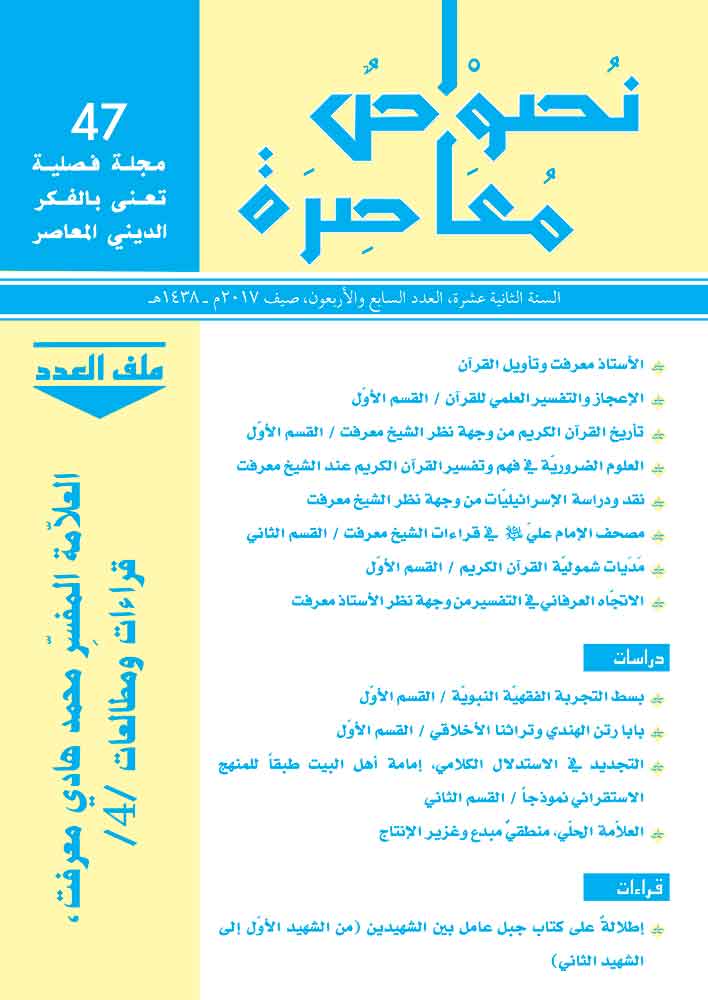 نُصُوْصٌ
مُعَاصِرَة
47
مجلة فصلية
تعنى بالفكر
الديني المعاصر
السنة الثانية عشرة، العدد السابع والأربعون، صيف ٢٠١٧م ـ ١٤٣٨هـ
ملف العدد
العلاّمة المفسِّر محمد هادي معرفت،
قراءات ومطالعات /4/
الأستاذ معرفت وتأويل القرآن
الإعجاز والتفسير العلمي للقرآن / القسم الأوّل
تأريخ القرآن الكريم من وجهة نظر الشيخ معرفت / القسم الأوّل
العلوم الضروريّة في فهم وتفسير القرآن الكريم عند الشيخ معرفت
نقد ودراسة الإسرائيليّات من وجهة نظر الشيخ معرفت
مصحف الإمام عليّ في قراءات الشيخ معرفت / القسم الثاني
مَدَيات شموليّة القرآن الكريم / القسم الأوّل
الاتجّاه العرفاني في التفسير من وجهة نظر الأستاذ معرفت
دراسات
بسط التجربة الفقهيّة النبويّة / القسم الأوّل
بابا رتن الهندي وتراثنا الأخلاقي / القسم الأوّل
التجديد في الاستدلال الكلامي، إمامة أهل البيت طبقاً للمنهج
الاستقرائي نموذجاً / القسم الثاني
العلاّمة الحلّي، منطقيٌ مبدع وغزير الإنتاج
قراءات
إطلالةٌ على كتاب جبل عامل بين الشهيدين (من الشهيد الأوّل إلى
الشهيد الثاني)